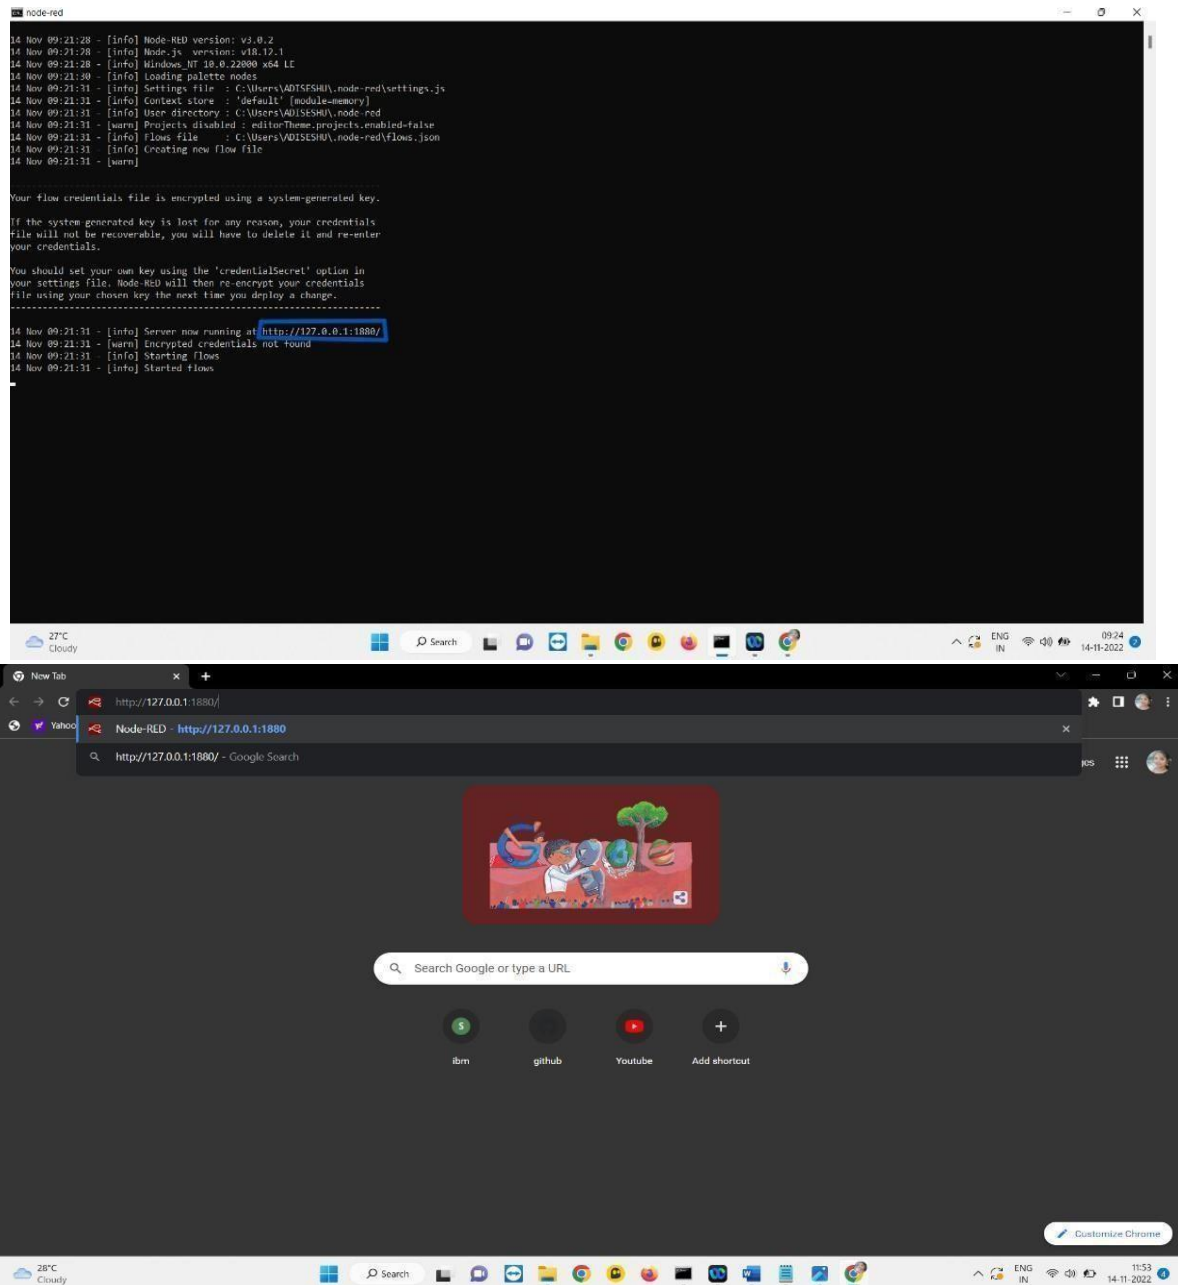 node-red
14 Nov 09:21:28 - [info] Node-RED version: v3.0.2
14 Nov 09:21:28 - [info] Node.js  version: v18.12.1
14 Nov 09:21:28 - [info] Windows_NT 10.0.22000 x64 LE
14 Nov 09:21:30 - [info] Loading palette nodes
14 Nov 09:21:31 - [info] Settings file  : C:\Users\ADISESHU\.node-red\settings.js
14 Nov 09:21:31 - [info] Context store  : 'default' [module=memory]
14 Nov 09:21:31 - [info] User directory : C:\Users\ADISESHU\.node-red
14 Nov 09:21:31 - [warn] Projects disabled : editorTheme.projects.enabled=false
14 Nov 09:21:31 - [info] Flows file     : C:\Users\ADISESHU\.node-red\flows.json
14 Nov 09:21:31 - [info] Creating new flow file
14 Nov 09:21:31 - [warn]
Your flow credentials file is encrypted using a system-generated key.
If the system-generated key is lost for any reason, your credentials
file will not be recoverable, you will have to delete it and re-enter
your credentials.
You should set your own key using the 'credentialSecret' option in
your settings file. Node-RED will then re-encrypt your credentials
file using your chosen key the next time you deploy a change.
14 Nov 09:21:31 - [info] Server now running at http://127.0.0.1:1880/
14 Nov 09:21:31 - [warn] Encrypted credentials not found
14 Nov 09:21:31 - [info] Starting flows
14 Nov 09:21:31 - [info] Started flows
27°C
Cloudy
Search
ENG
IN
09:24
14-11-2022
2
New Tab
http://127.0.0.1:1880/
Yahoo
Node-RED - http://127.0.0.1:1880
http://127.0.0.1:1880/ - Google Search
Google
Search Google or type a URL
S
ibm
github
Youtube
Add shortcut
Customize Chrome
28°C
Cloudy
Search
ENG
IN
11:53
14-11-2022
4